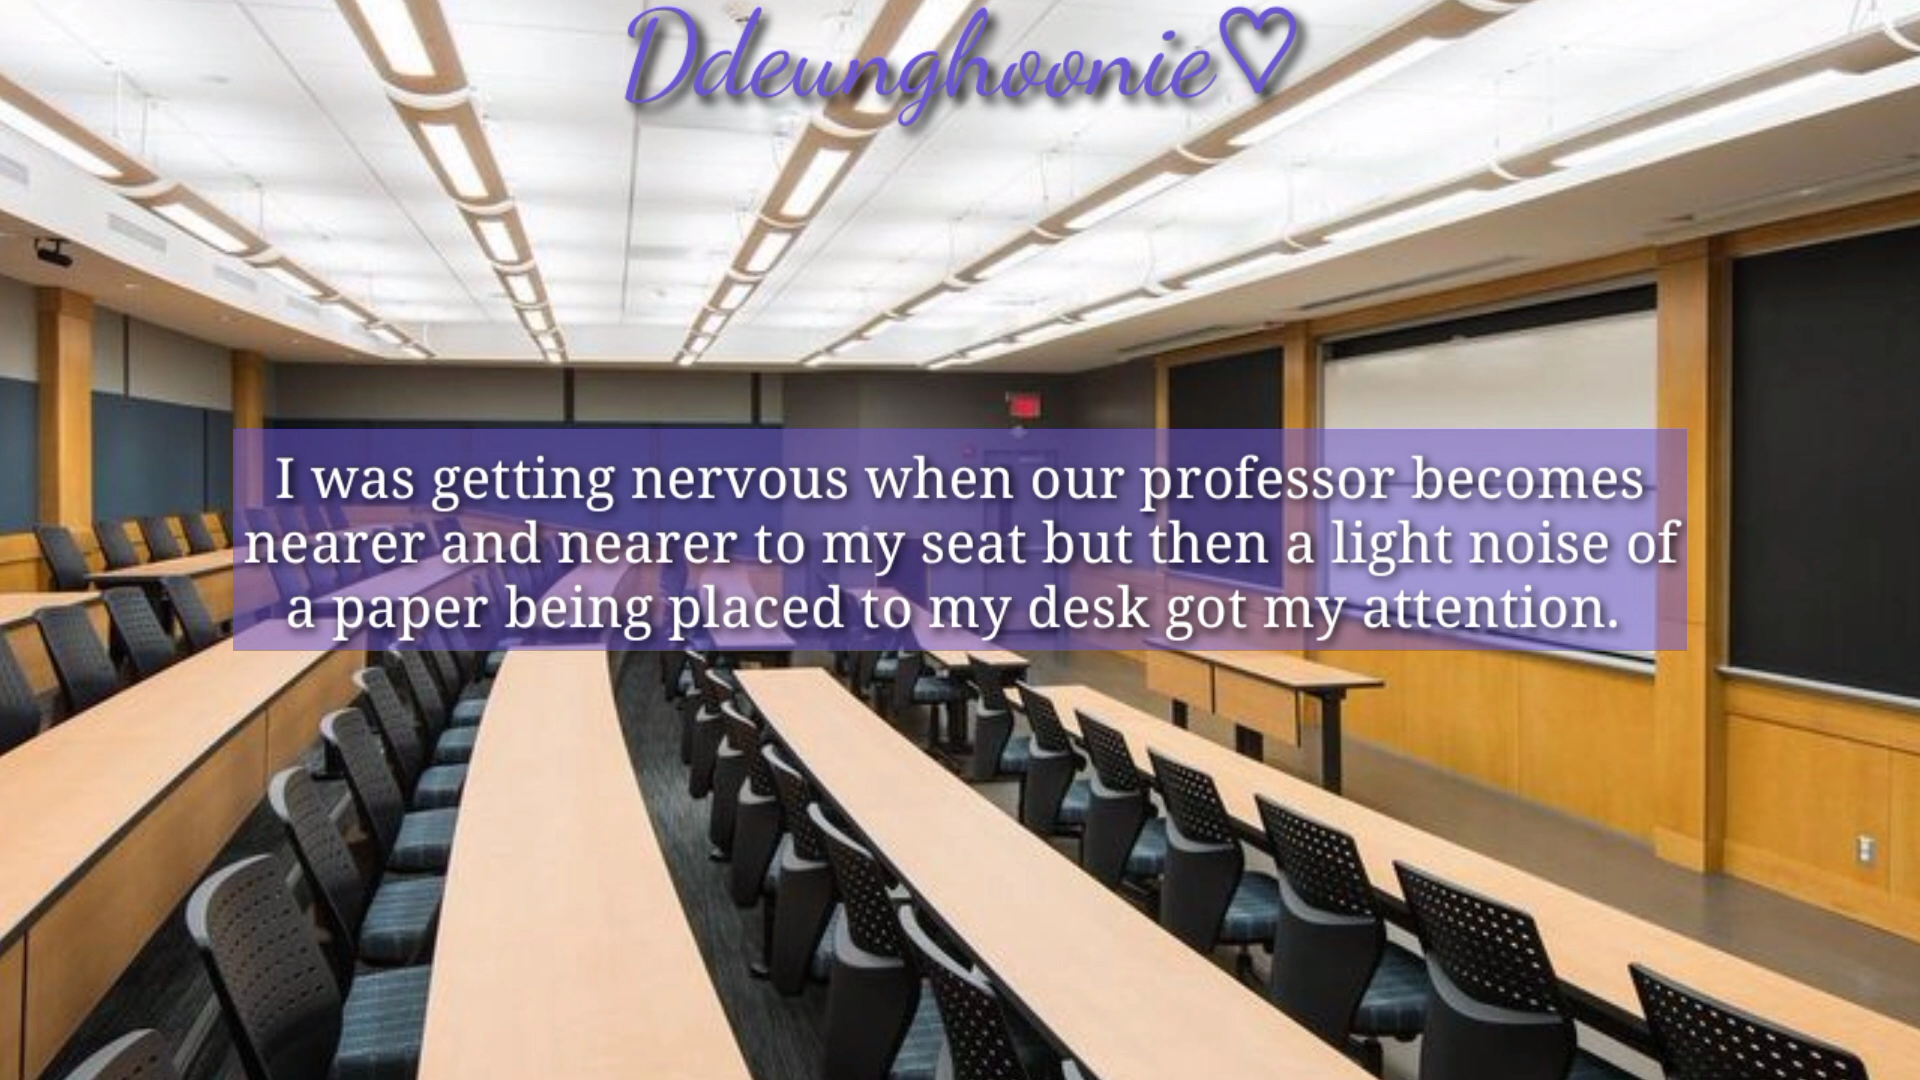 Ddeunghoonie♡
I was getting nervous when our professor becomes
nearer and nearer to my seat but then a light noise of
a paper being placed to my desk got my attention.